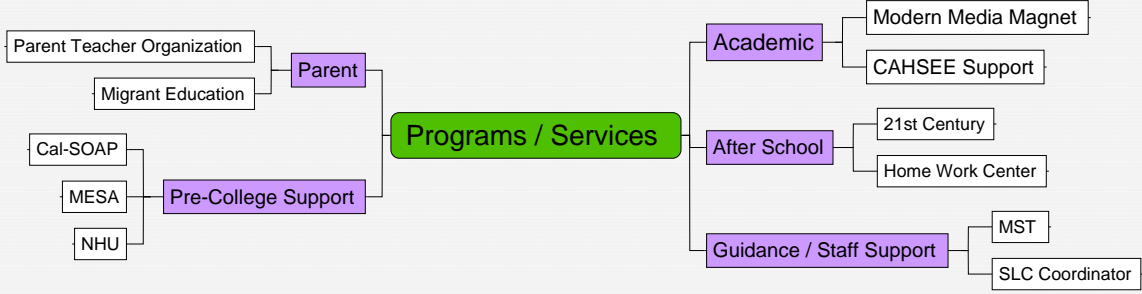 Programs / Services
Parent
Parent Teacher Organization
Migrant Education
Pre-College Support
Cal-SOAP
MESA
NHU
Academic
Modern Media Magnet
CAHSEE Support
After School
21st Century
Home Work Center
Guidance / Staff Support
MST
SLC Coordinator